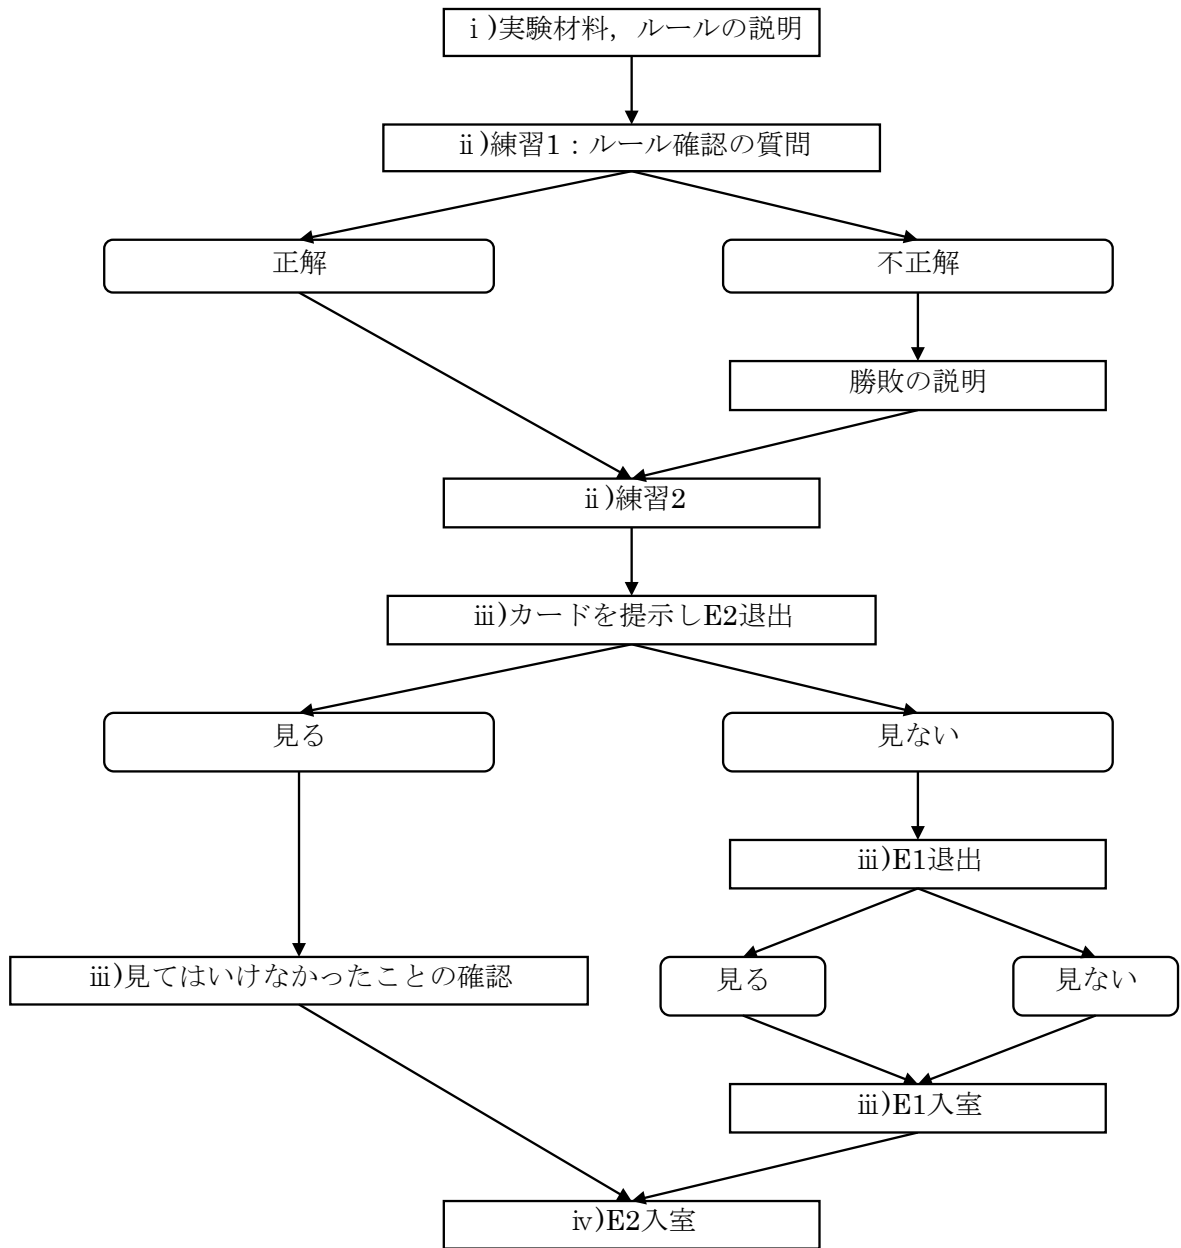 ⅰ)実験材料，ルールの説明
ⅱ)練習1：ルール確認の質問
正解
不正解
勝敗の説明
ⅱ)練習2
ⅲ)カードを提示しE2退出
見る
見ない
ⅲ)E1退出
ⅲ)見てはいけなかったことの確認
見る
見ない
ⅲ)E1入室
ⅳ)E2入室